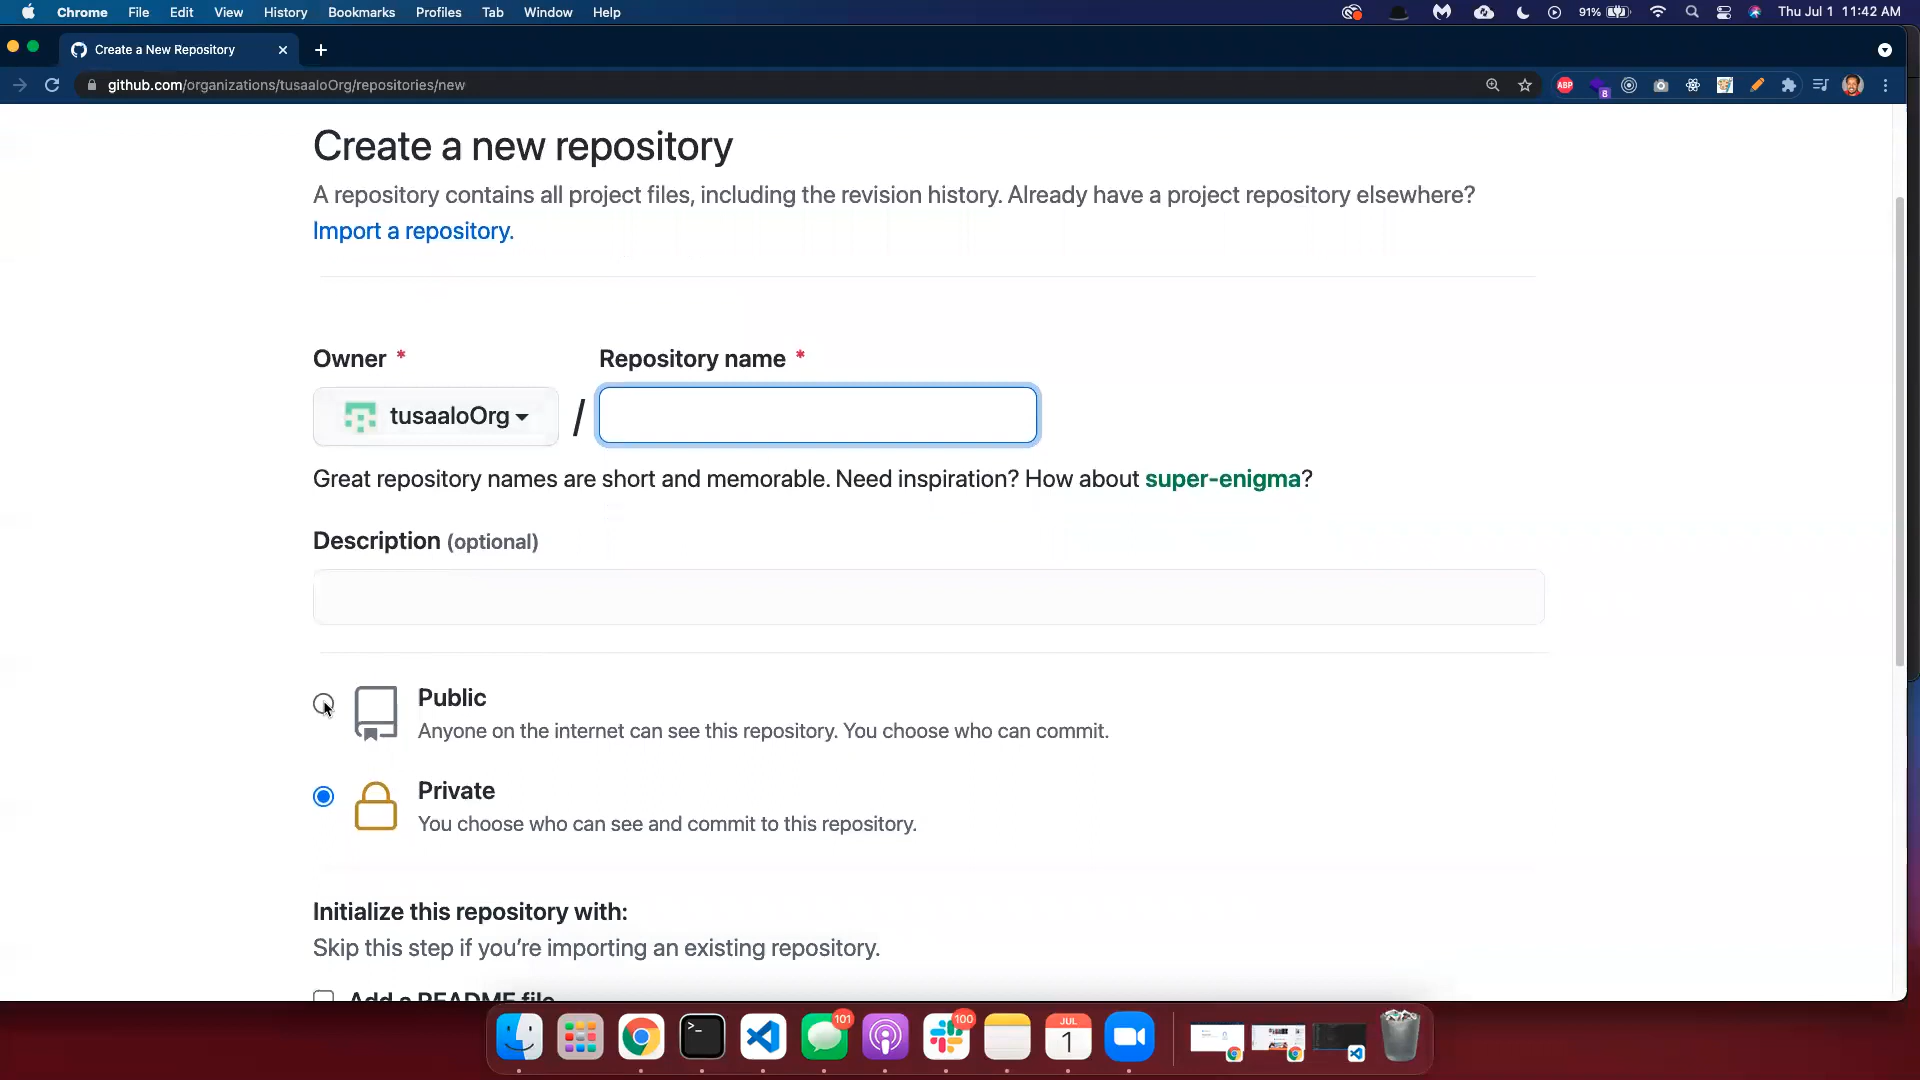 Chrome File Edit View History Bookmarks Profiles Tab Window Help 91% Thu Jul 1 11:42 AM
Create a New Repository
github.com/organizations/tusaaloOrg/repositories/new ABP 8
Create a new repository
A repository contains all project files, including the revision history. Already have a project repository elsewhere?
Import a repository.
Owner * Repository name *
tusaaloOrg /
Great repository names are short and memorable. Need inspiration? How about super-enigma?
Description (optional)
Public
Anyone on the internet can see this repository. You choose who can commit.
Private
You choose who can see and commit to this repository.
Initialize this repository with:
Skip this step if you're importing an existing repository.
Add a README file
101 100 JUL
1